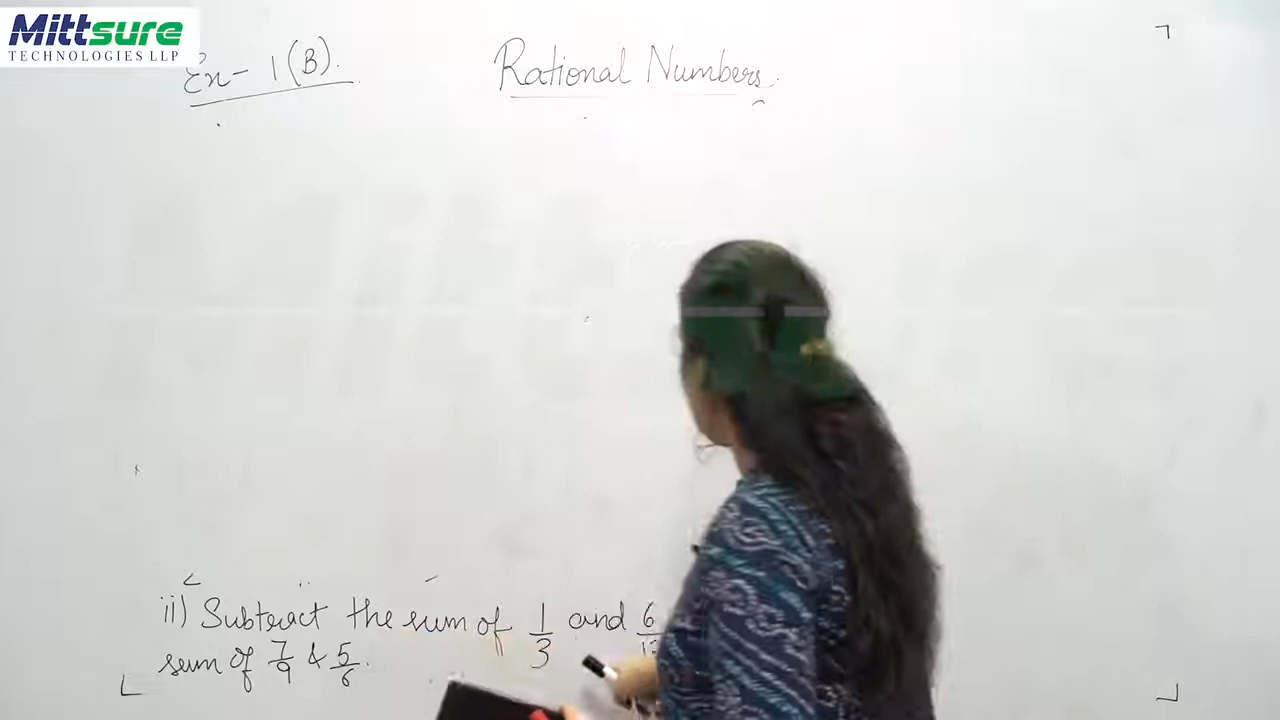 Mittsure
TECHNOLOGIES LLP
Ex - 1(B).
Rational Numbers.
ii) Subtract the sum of 1/3 and 6/
sum of 7/9 & 5/6.